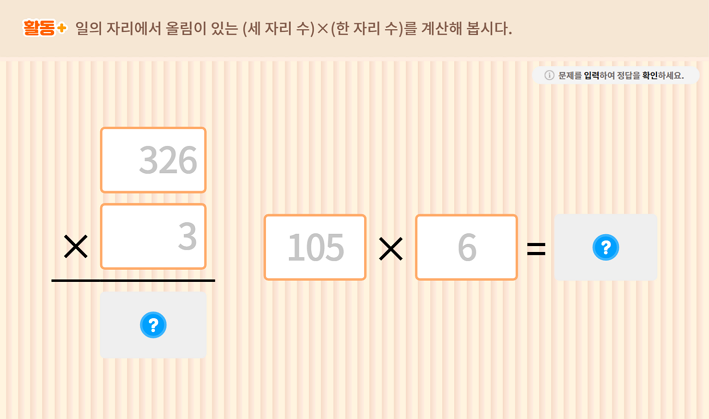 활동+ 일의 자리에서 올림이 있는 (세 자리 수)×(한 자리 수)를 계산해 봅시다.
ⓘ 문제를 입력하여 정답을 확인하세요.
326
× 3
?
105 × 6 = ?